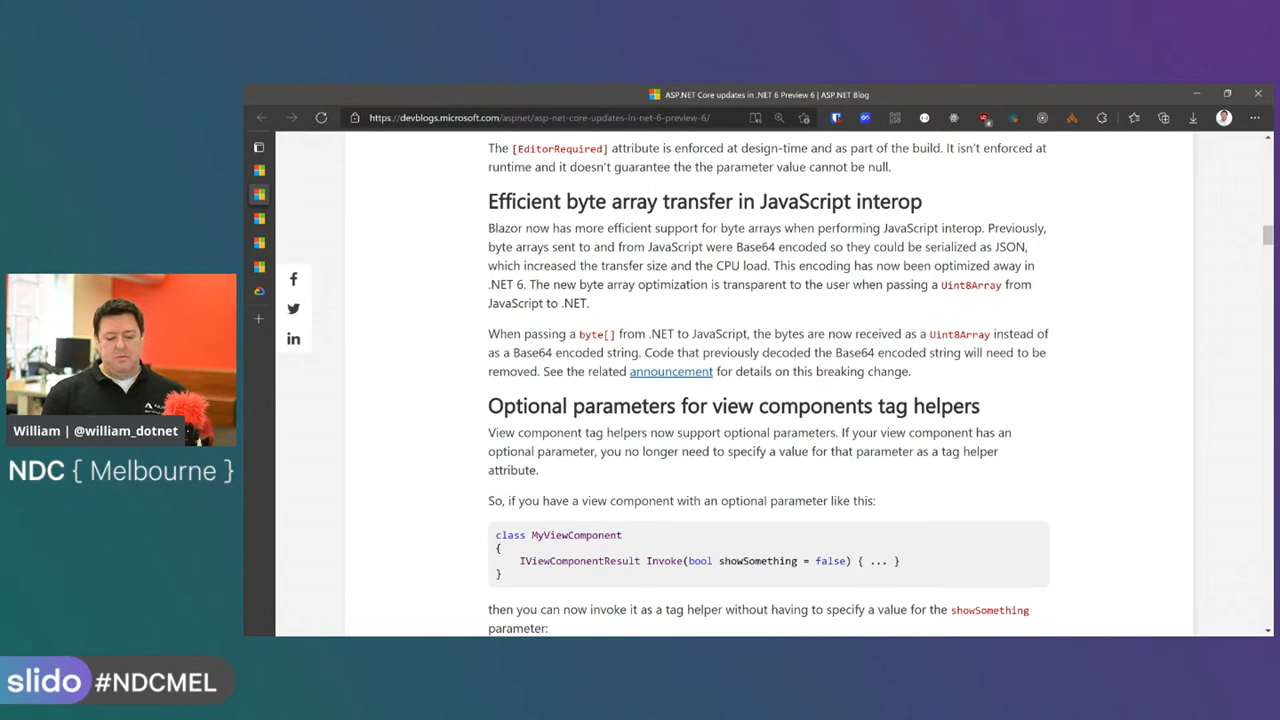 ASP.NET Core updates in .NET 6 Preview 6 | ASP.NET Blog
https://devblogs.microsoft.com/aspnet/asp-net-core-updates-in-net-6-preview-6/
The [EditorRequired] attribute is enforced at design-time and as part of the build. It isn't enforced at
runtime and it doesn't guarantee the the parameter value cannot be null.
Efficient byte array transfer in JavaScript interop
Blazor now has more efficient support for byte arrays when performing JavaScript interop. Previously,
byte arrays sent to and from JavaScript were Base64 encoded so they could be serialized as JSON,
which increased the transfer size and the CPU load. This encoding has now been optimized away in
.NET 6. The new byte array optimization is transparent to the user when passing a Uint8Array from
JavaScript to .NET.
When passing a byte[] from .NET to JavaScript, the bytes are now received as a Uint8Array instead of
as a Base64 encoded string. Code that previously decoded the Base64 encoded string will need to be
removed. See the related announcement for details on this breaking change.
Optional parameters for view components tag helpers
View component tag helpers now support optional parameters. If your view component has an
optional parameter, you no longer need to specify a value for that parameter as a tag helper
attribute.
So, if you have a view component with an optional parameter like this:
class MyViewComponent
{
IViewComponentResult Invoke(bool showSomething = false) { ... }
}
then you can now invoke it as a tag helper without having to specify a value for the showSomething
parameter:
William | @william_dotnet
NDC { Melbourne }
slido #NDCMEL